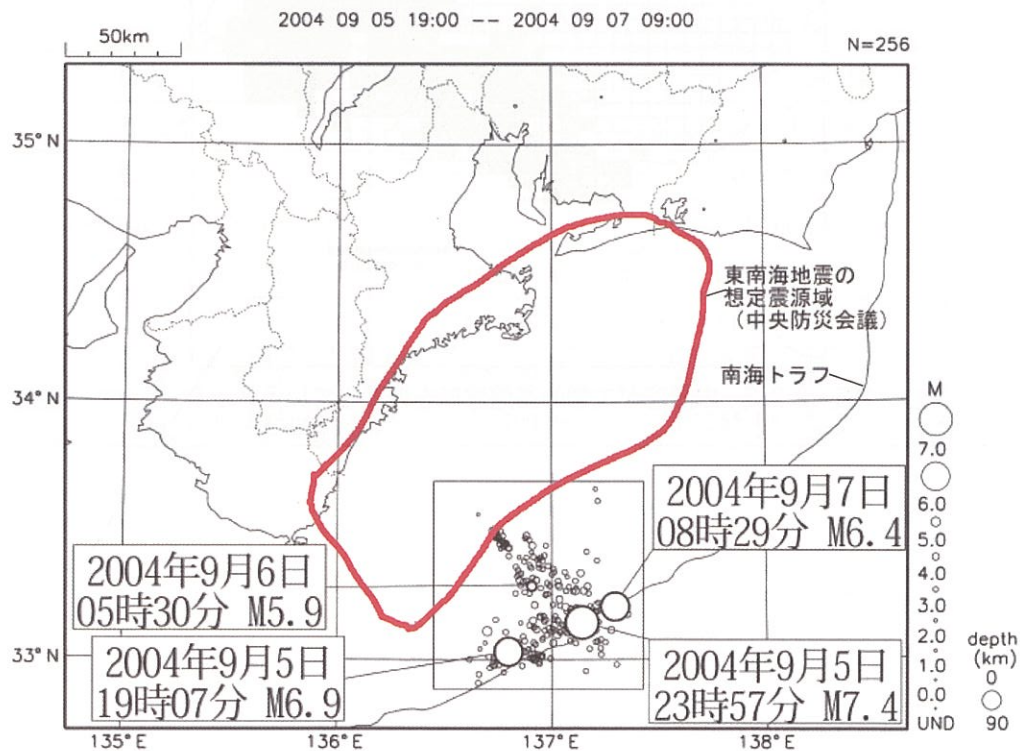 2004 09 05 19:00 -- 2004 09 07 09:00
50km
N=256
35°N
34°N
33°N
135°E
136°E
137°E
138°E
東南海地震の
想定震源域
（中央防災会議）
南海トラフ
2004年9月7日
08時29分 M6.4
2004年9月6日
05時30分 M5.9
2004年9月5日
19時07分 M6.9
2004年9月5日
23時57分 M7.4
M
7.0
6.0
5.0
4.0
3.0
2.0
1.0
0.0
UND
depth
(km)
0
90